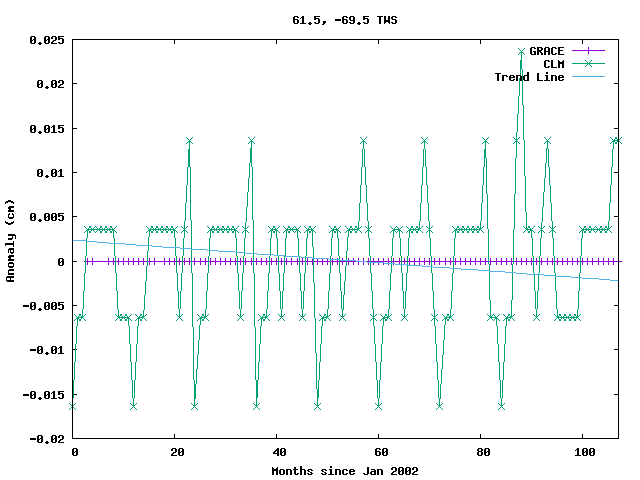 61.5, -69.5 TWS
GRACE
CLM
Trend Line
0.025
0.02
0.015
0.01
0.005
0
-0.005
-0.01
-0.015
-0.02
Anomaly (cm)
0 20 40 60 80 100
Months since Jan 2002